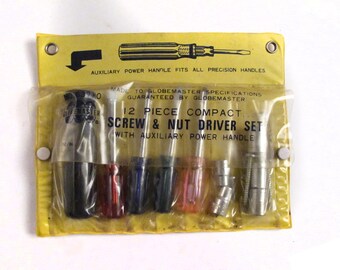 AUXILIARY POWER HANFILE FITS ALL PRECISION HANDLES
MADE TO GLOBEMASTER SPECIFICATIONS
GUARANTEED BY GLOBEMASTER
12 PIECE COMPACT
SCREW & NUT DRIVER SET
WITH AUXILIARY POWER HANDLE